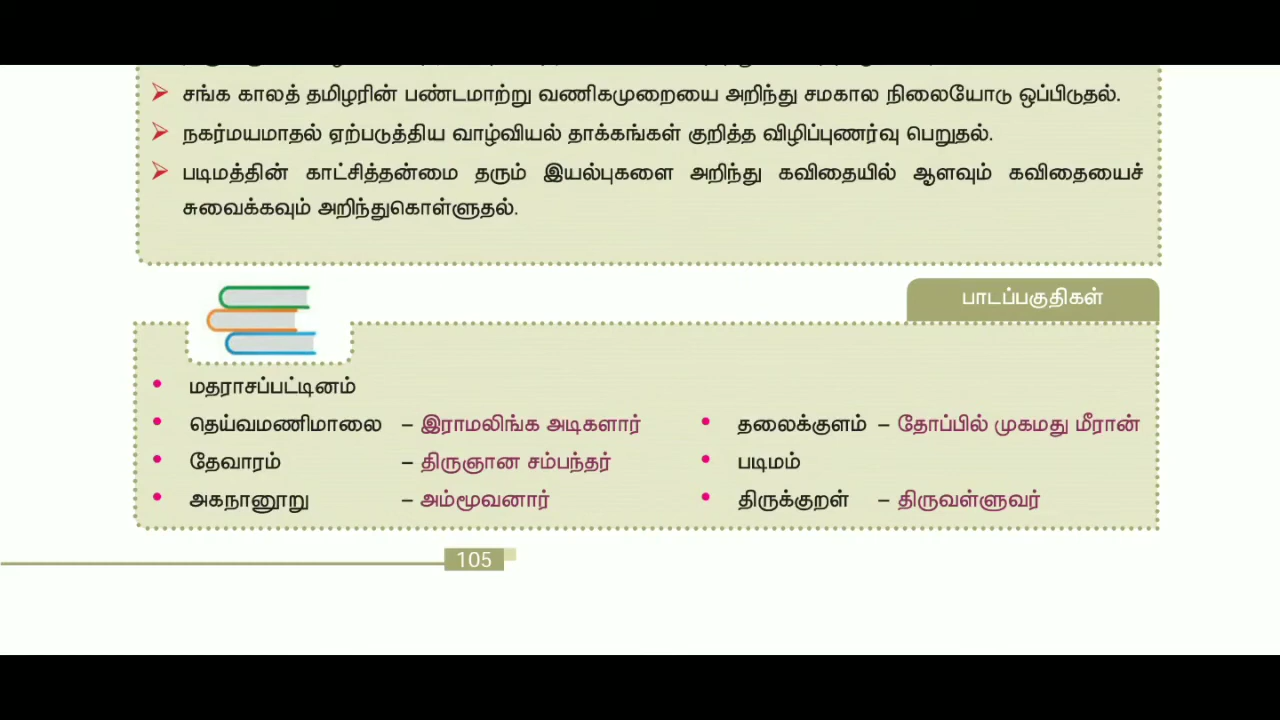 ➢ சங்க காலத் தமிழரின் பண்டமாற்று வணிகமுறையை அறிந்து சமகால நிலையோடு ஒப்பிடுதல்.
➢ நகர்மயமாதல் ஏற்படுத்திய வாழ்வியல் தாக்கங்கள் குறித்த விழிப்புணர்வு பெறுதல்.
➢ படிமத்தின் காட்சித்தன்மை தரும் இயல்புகளை அறிந்து கவிதையில் ஆளவும் கவிதையைச்
சுவைக்கவும் அறிந்துகொள்ளுதல்.
பாடப்பகுதிகள்
• மதராசப்பட்டினம்
• தெய்வமணிமாலை – இராமலிங்க அடிகளார்
• தேவாரம் – திருஞான சம்பந்தர்
• அகநானூறு – அம்மூவனார்
• தலைக்குளம் – தோப்பில் முகமது மீரான்
• படிமம்
• திருக்குறள் – திருவள்ளுவர்
105